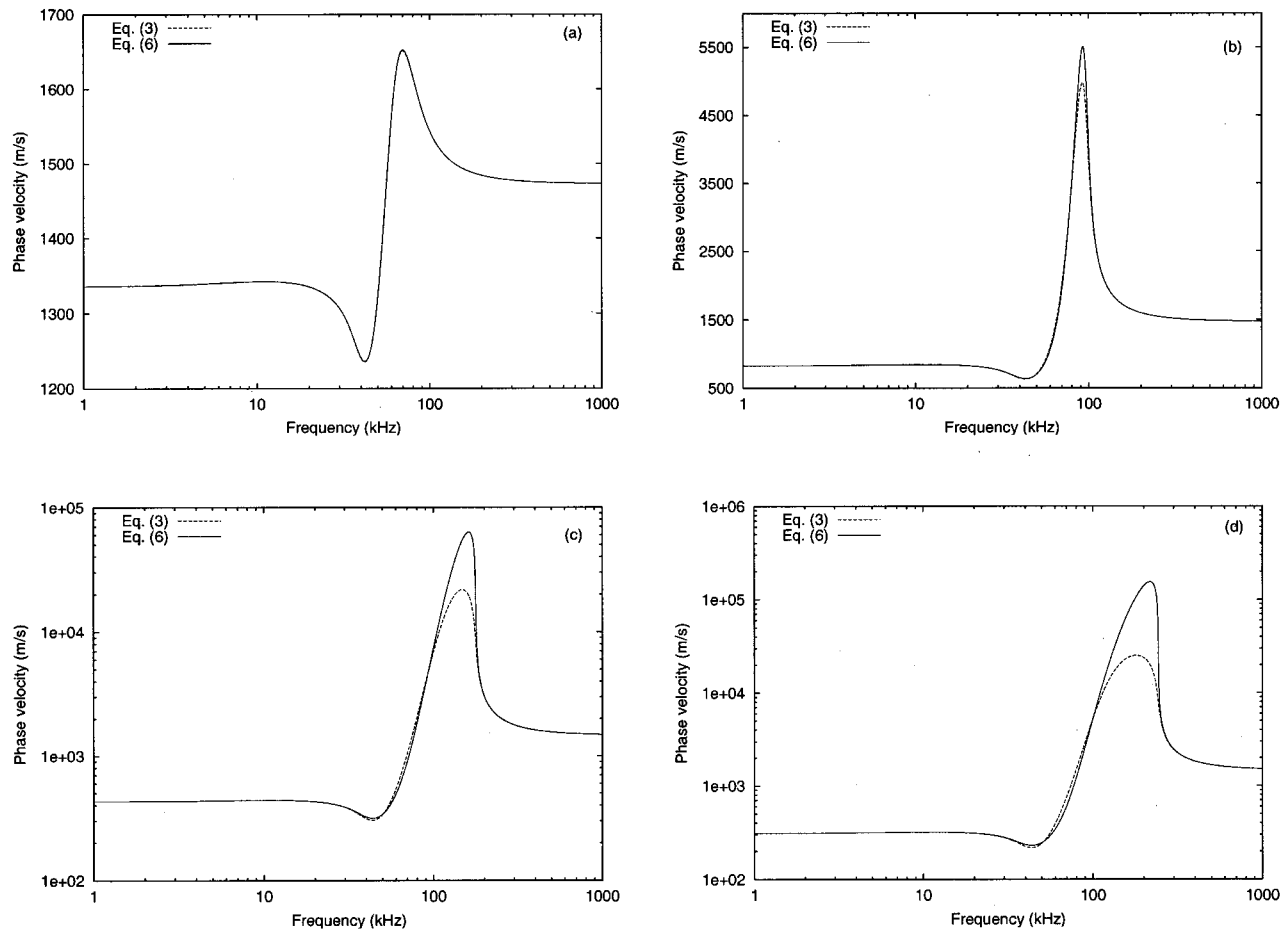 1700
1600
1500
1400
1300
1200
Phase velocity (m/s)
Eq. (3)
Eq. (6)
(a)
1
10
100
1000
Frequency (kHz)
5500
4500
3500
2500
1500
500
Phase velocity (m/s)
Eq. (3)
Eq. (6)
(b)
1
10
100
1000
Frequency (kHz)
1e+05
1e+04
1e+03
1e+02
Phase velocity (m/s)
Eq. (3)
Eq. (6)
(c)
1
10
100
1000
Frequency (kHz)
1e+06
1e+05
1e+04
1e+03
1e+02
Phase velocity (m/s)
Eq. (3)
Eq. (6)
(d)
1
10
100
1000
Frequency (kHz)